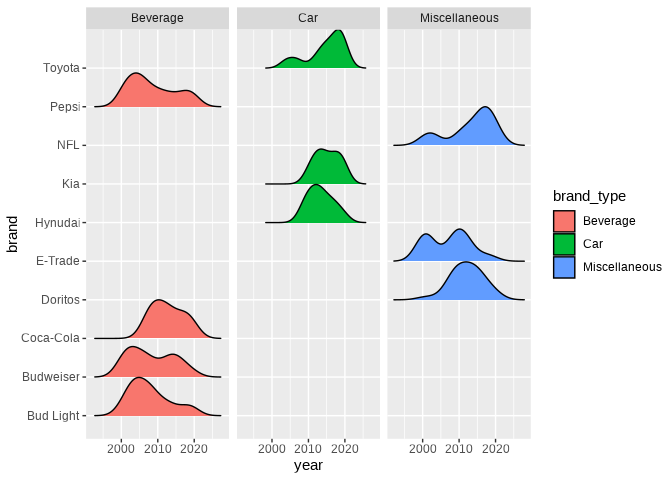 Beverage Car Miscellaneous
Toyota
Pepsi
NFL
Kia
Hynudai
E-Trade
Doritos
Coca-Cola
Budweiser
Bud Light
brand
2000 2010 2020 2000 2010 2020 2000 2010 2020
year
brand_type
Beverage
Car
Miscellaneous